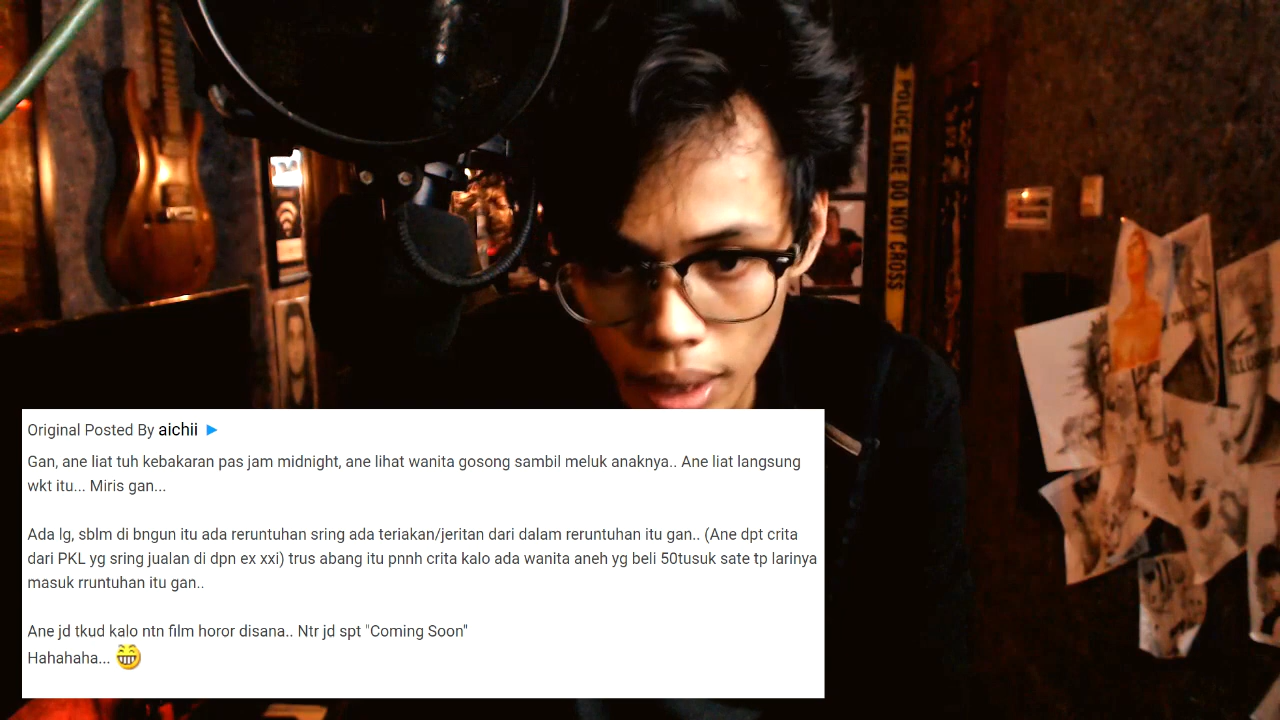 POLICE LINE DO NOT CROSS
Original Posted By aichii
Gan, ane liat tuh kebakaran pas jam midnight, ane lihat wanita gosong sambil meluk anaknya.. Ane liat langsung
wkt itu... Miris gan...
Ada lg, sblm di bngun itu ada reruntuhan sring ada teriakan/jeritan dari dalam reruntuhan itu gan.. (Ane dpt crita
dari PKL yg sring jualan di dpn ex xxi) trus abang itu pnnh crita kalo ada wanita aneh yg beli 50tusuk sate tp larinya
masuk rruntuhan itu gan..
Ane jd tkud kalo ntn film horor disana.. Ntr jd spt "Coming Soon"
Hahahaha...